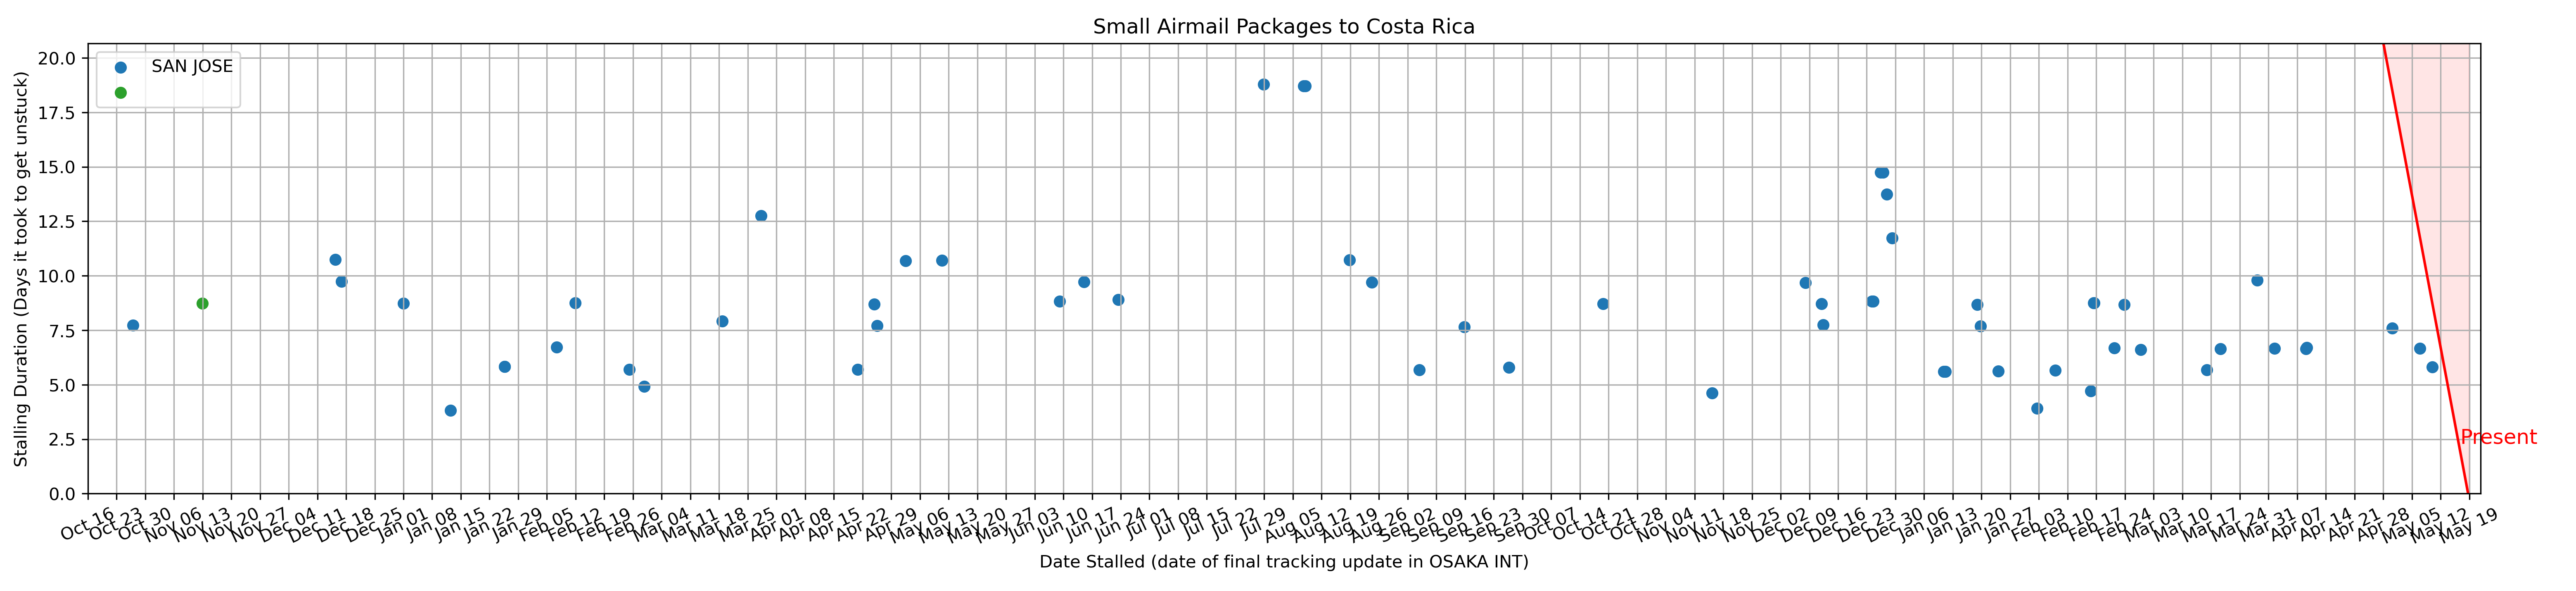 Small Airmail Packages to Costa Rica
SAN JOSE
Stalling Duration (Days it took to get unstuck)
20.0
17.5
15.0
12.5
10.0
7.5
5.0
2.5
0.0
Present
Oct 16 Oct 23 Oct 30 Nov 06 Nov 13 Nov 20 Nov 27 Dec 04 Dec 11 Dec 18 Dec 25 Jan 01 Jan 08 Jan 15 Jan 22 Jan 29 Feb 05 Feb 12 Feb 19 Feb 26 Mar 04 Mar 11 Mar 18 Mar 25 Apr 01 Apr 08 Apr 15 Apr 22 Apr 29 May 06 May 13 May 20 May 27 Jun 03 Jun 10 Jun 17 Jun 24 Jul 01 Jul 08 Jul 15 Jul 22 Jul 29 Aug 05 Aug 12 Aug 19 Aug 26 Sep 02 Sep 09 Sep 16 Sep 23 Sep 30 Oct 07 Oct 14 Oct 21 Oct 28 Nov 04 Nov 11 Nov 18 Nov 25 Dec 02 Dec 09 Dec 16 Dec 23 Dec 30 Jan 06 Jan 13 Jan 20 Jan 27 Feb 03 Feb 10 Feb 17 Feb 24 Mar 03 Mar 10 Mar 17 Mar 24 Mar 31 Apr 07 Apr 14 Apr 21 Apr 28 May 05 May 12 May 19
Date Stalled (date of final tracking update in OSAKA INT)